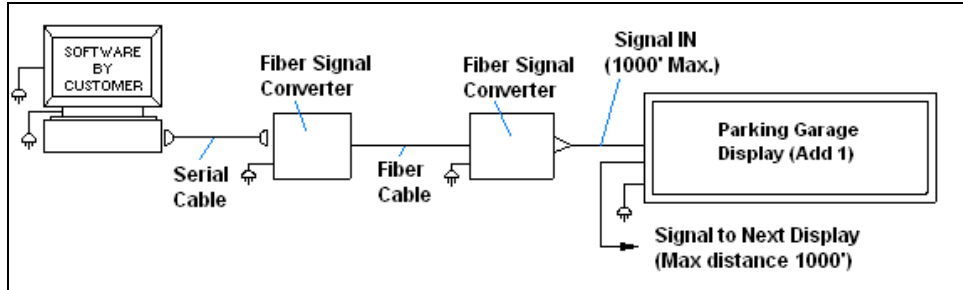 SOFTWARE
BY
CUSTOMER
Fiber Signal
Converter
Fiber Signal
Converter
Signal IN
(1000' Max.)
Serial
Cable
Fiber
Cable
Parking Garage
Display (Add 1)
Signal to Next Display
(Max distance 1000')